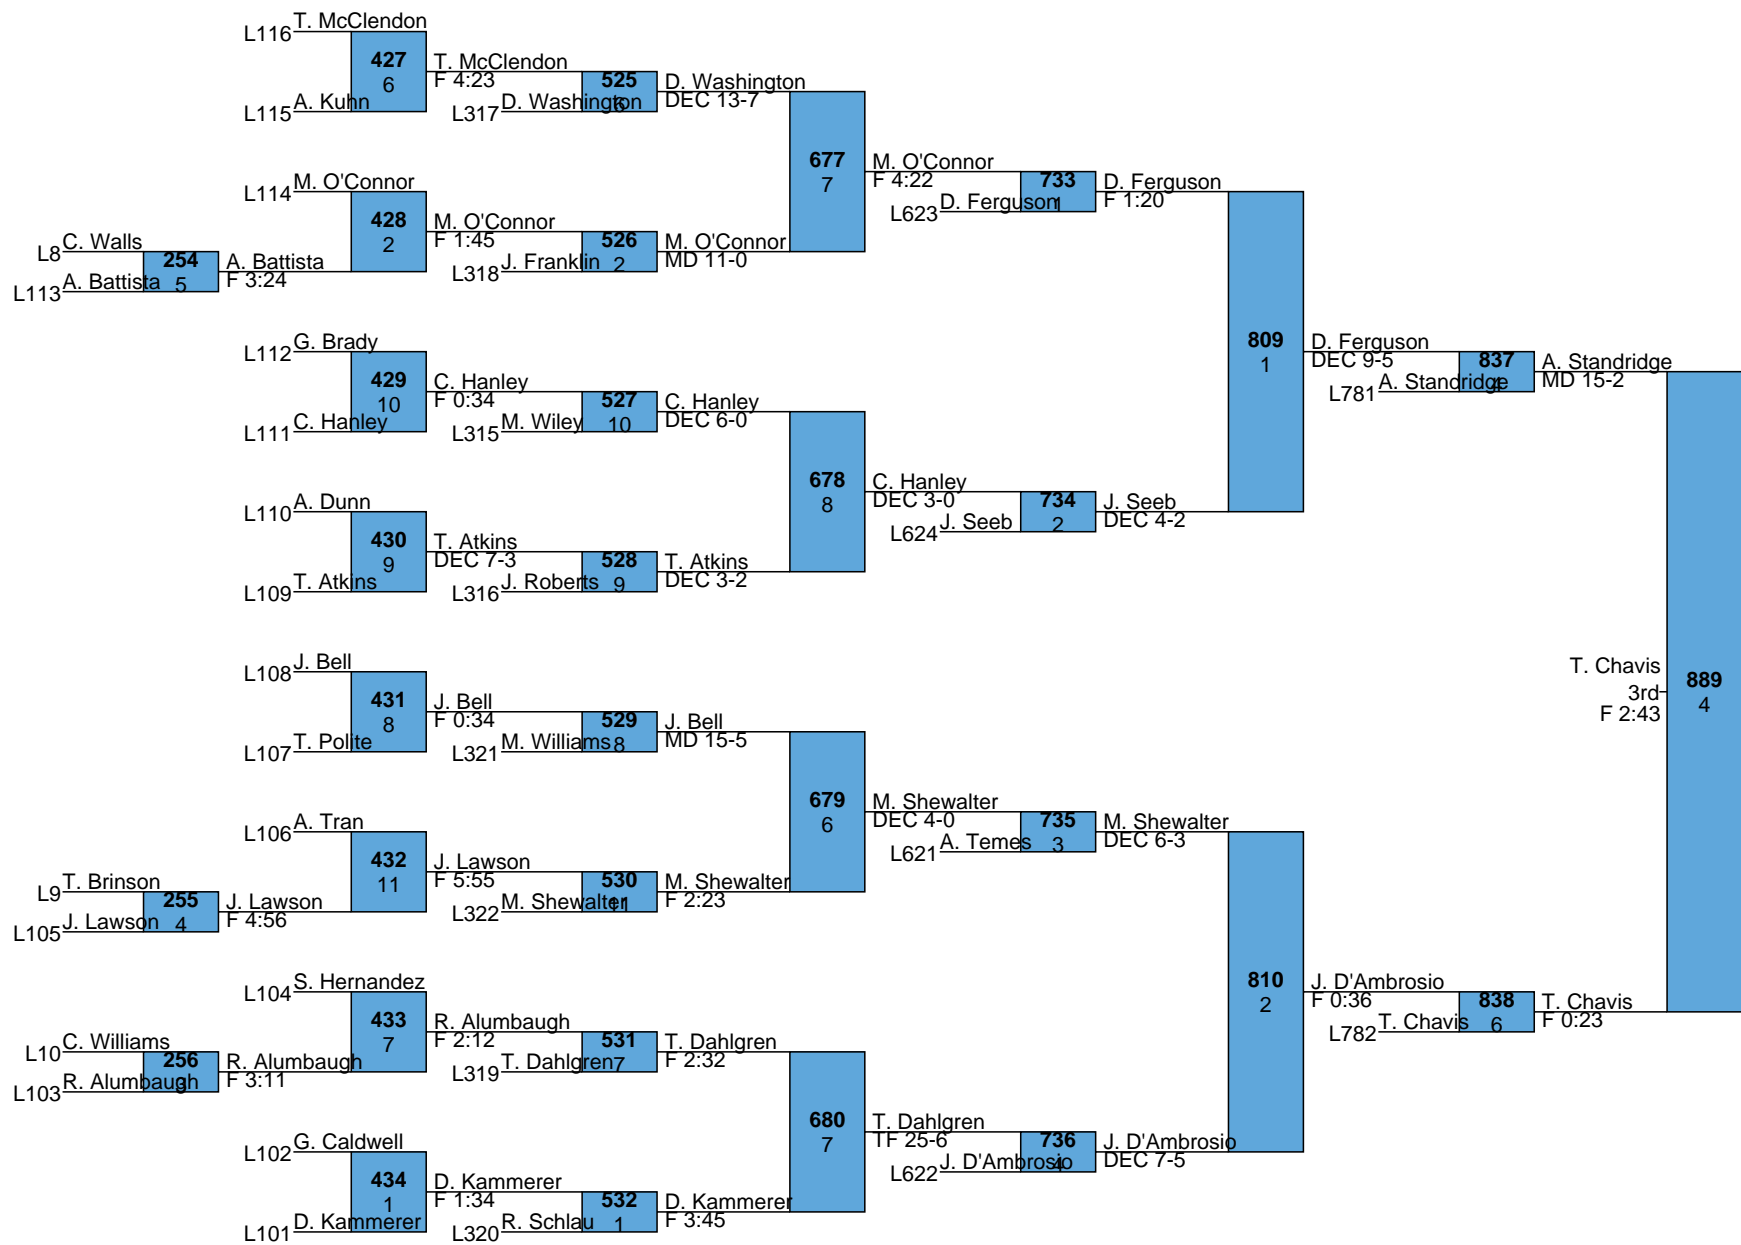 L116 T. McClendon
427
6
L115 A. Kuhn
T. McClendon
F 4:23
525
6
L317 D. Washington
D. Washington
DEC 13-7
677
7
L114 M. O'Connor
428
2
L8 C. Walls
254
5
L113 A. Battista
A. Battista
F 3:24
M. O'Connor
F 1:45
526
2
L318 J. Franklin
M. O'Connor
MD 11-0
M. O'Connor
F 4:22
733
1
L623 D. Ferguson
D. Ferguson
F 1:20
809
1
L112 G. Brady
429
10
L111 C. Hanley
C. Hanley
F 0:34
527
10
L315 M. Wiley
C. Hanley
DEC 6-0
678
8
L110 A. Dunn
430
9
L109 T. Atkins
T. Atkins
DEC 7-3
528
9
L316 J. Roberts
T. Atkins
DEC 3-2
C. Hanley
DEC 3-0
734
2
L624 J. Seeb
J. Seeb
DEC 4-2
D. Ferguson
DEC 9-5
837
4
L781 A. Standridge
A. Standridge
MD 15-2
T. Chavis
3rd
F 2:43
889
4
L108 J. Bell
431
8
L107 T. Polite
J. Bell
F 0:34
529
8
L321 M. Williams
J. Bell
MD 15-5
679
6
L106 A. Tran
432
11
L9 T. Brinson
255
4
L105 J. Lawson
J. Lawson
F 4:56
J. Lawson
F 5:55
530
11
L322 M. Shewalter
M. Shewalter
F 2:23
M. Shewalter
DEC 4-0
735
3
L621 A. Temes
M. Shewalter
DEC 6-3
810
2
L104 S. Hernandez
433
7
L10 C. Williams
256
3
L103 R. Alumbaugh
R. Alumbaugh
F 3:11
R. Alumbaugh
F 2:12
531
7
L319 T. Dahlgren
T. Dahlgren
F 2:32
680
7
L102 G. Caldwell
434
1
L101 D. Kammerer
D. Kammerer
F 1:34
532
1
L320 R. Schlau
D. Kammerer
F 3:45
T. Dahlgren
TF 25-6
736
4
L622 J. D'Ambrosio
J. D'Ambrosio
DEC 7-5
J. D'Ambrosio
F 0:36
838
6
L782 T. Chavis
T. Chavis
F 0:23